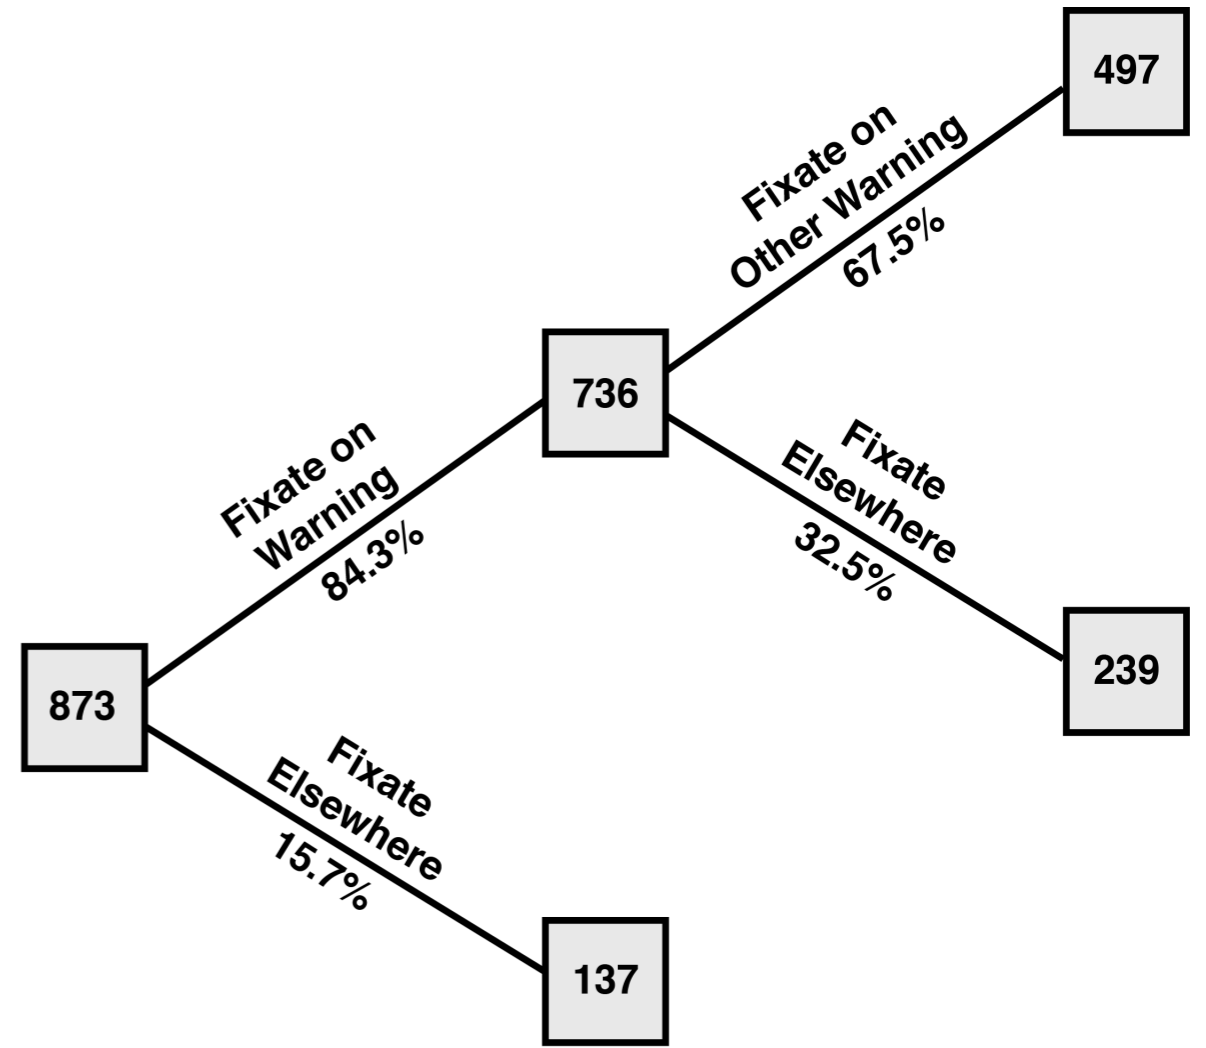 497
Fixate on
Other Warning
67.5%
736
Fixate on
Warning
84.3%
Fixate
Elsewhere
32.5%
239
873
Fixate
Elsewhere
15.7%
137